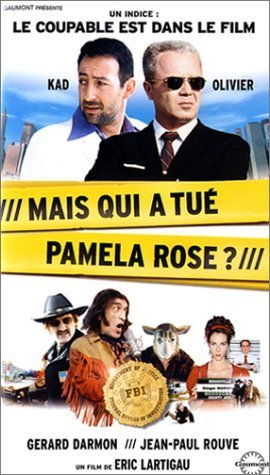 GAUMONT PRÉSENTE
UN INDICE :
LE COUPABLE EST DANS LE FILM
KAD
OLIVIER
/// MAIS QUI A TUÉ
PAMELA ROSE ? ///
FBI
GERARD DARMON /// JEAN-PAUL ROUVE
UN FILM DE ERIC LARTIGAU
Gaumont